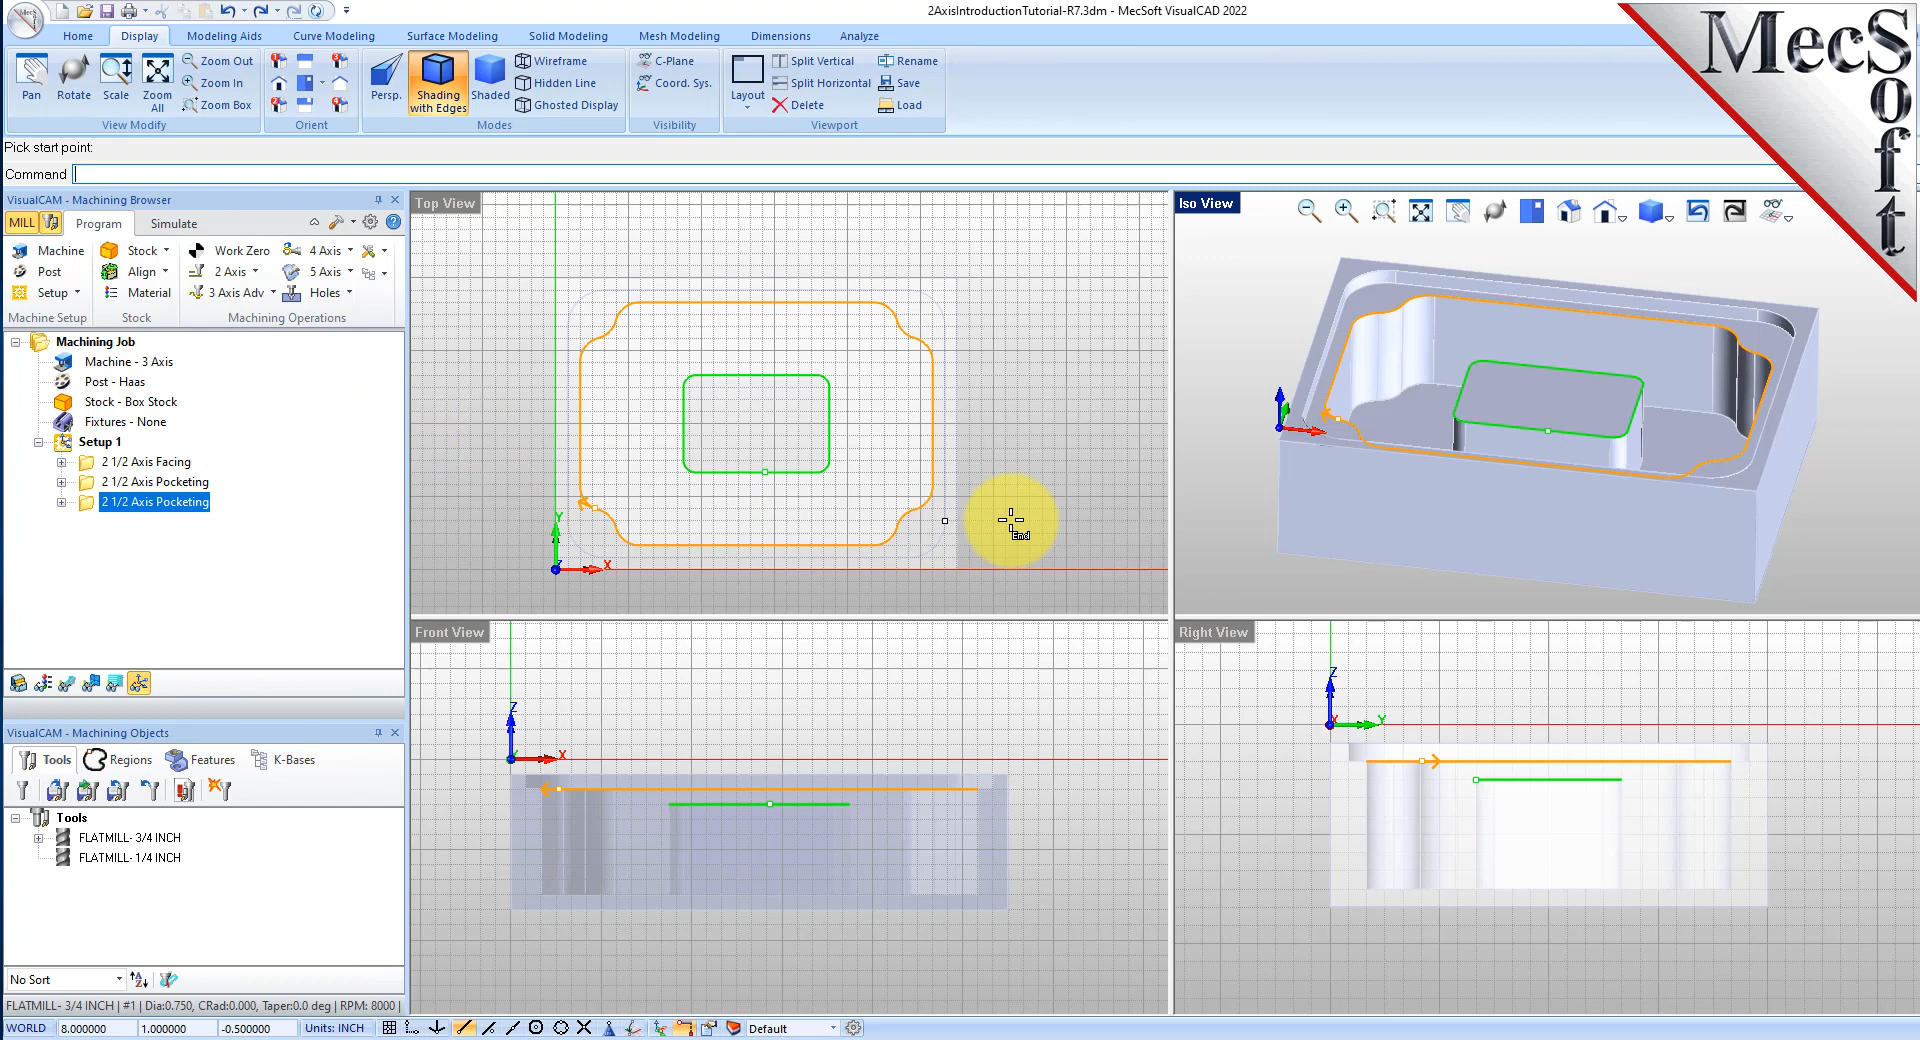 2AxisIntroductionTutorial-R7.3dm - MecSoft VisualCAD 2022
Home Display Modeling Aids Curve Modeling Surface Modeling Solid Modeling Mesh Modeling Dimensions Analyze
Pan Rotate Scale Zoom All Zoom Out Zoom In Zoom Box
View Modify
Orient
Persp. Shading with Edges Shaded Wireframe Hidden Line Ghosted Display
Modes
C-Plane Coord. Sys.
Visibility
Layout Split Vertical Split Horizontal Delete Rename Save Load
Viewport
MecSoft
Pick start point:
Command
VisualCAM - Machining Browser
MILL Program Simulate
Machine Stock Work Zero 4 Axis
Post Align 2 Axis 5 Axis
Setup Material 3 Axis Adv Holes
Machine Setup Stock Machining Operations
Machining Job
Machine - 3 Axis
Post - Haas
Stock - Box Stock
Fixtures - None
Setup 1
2 1/2 Axis Facing
2 1/2 Axis Pocketing
2 1/2 Axis Pocketing
VisualCAM - Machining Objects
Tools Regions Features K-Bases
Tools
FLATMILL- 3/4 INCH
FLATMILL- 1/4 INCH
No Sort
FLATMILL- 3/4 INCH | #1 | Dia:0.750, CRad:0.000, Taper:0.0 deg | RPM: 8000 |
Top View
Y
X
End
Iso View
Front View
Z
X
Right View
Z
X
Y
WORLD 8.000000 1.000000 -0.500000 Units: INCH Default